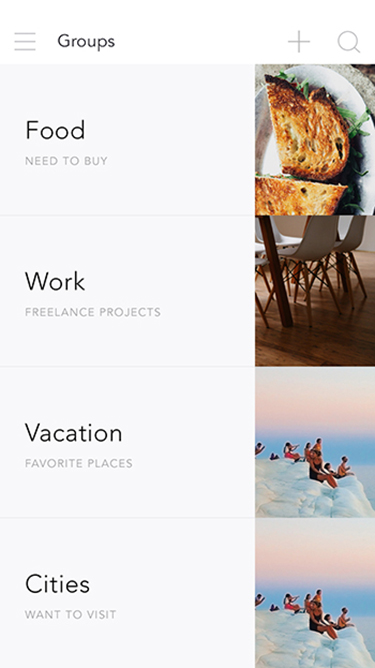 Groups
Food
NEED TO BUY
Work
FREELANCE PROJECTS
Vacation
FAVORITE PLACES
Cities
WANT TO VISIT